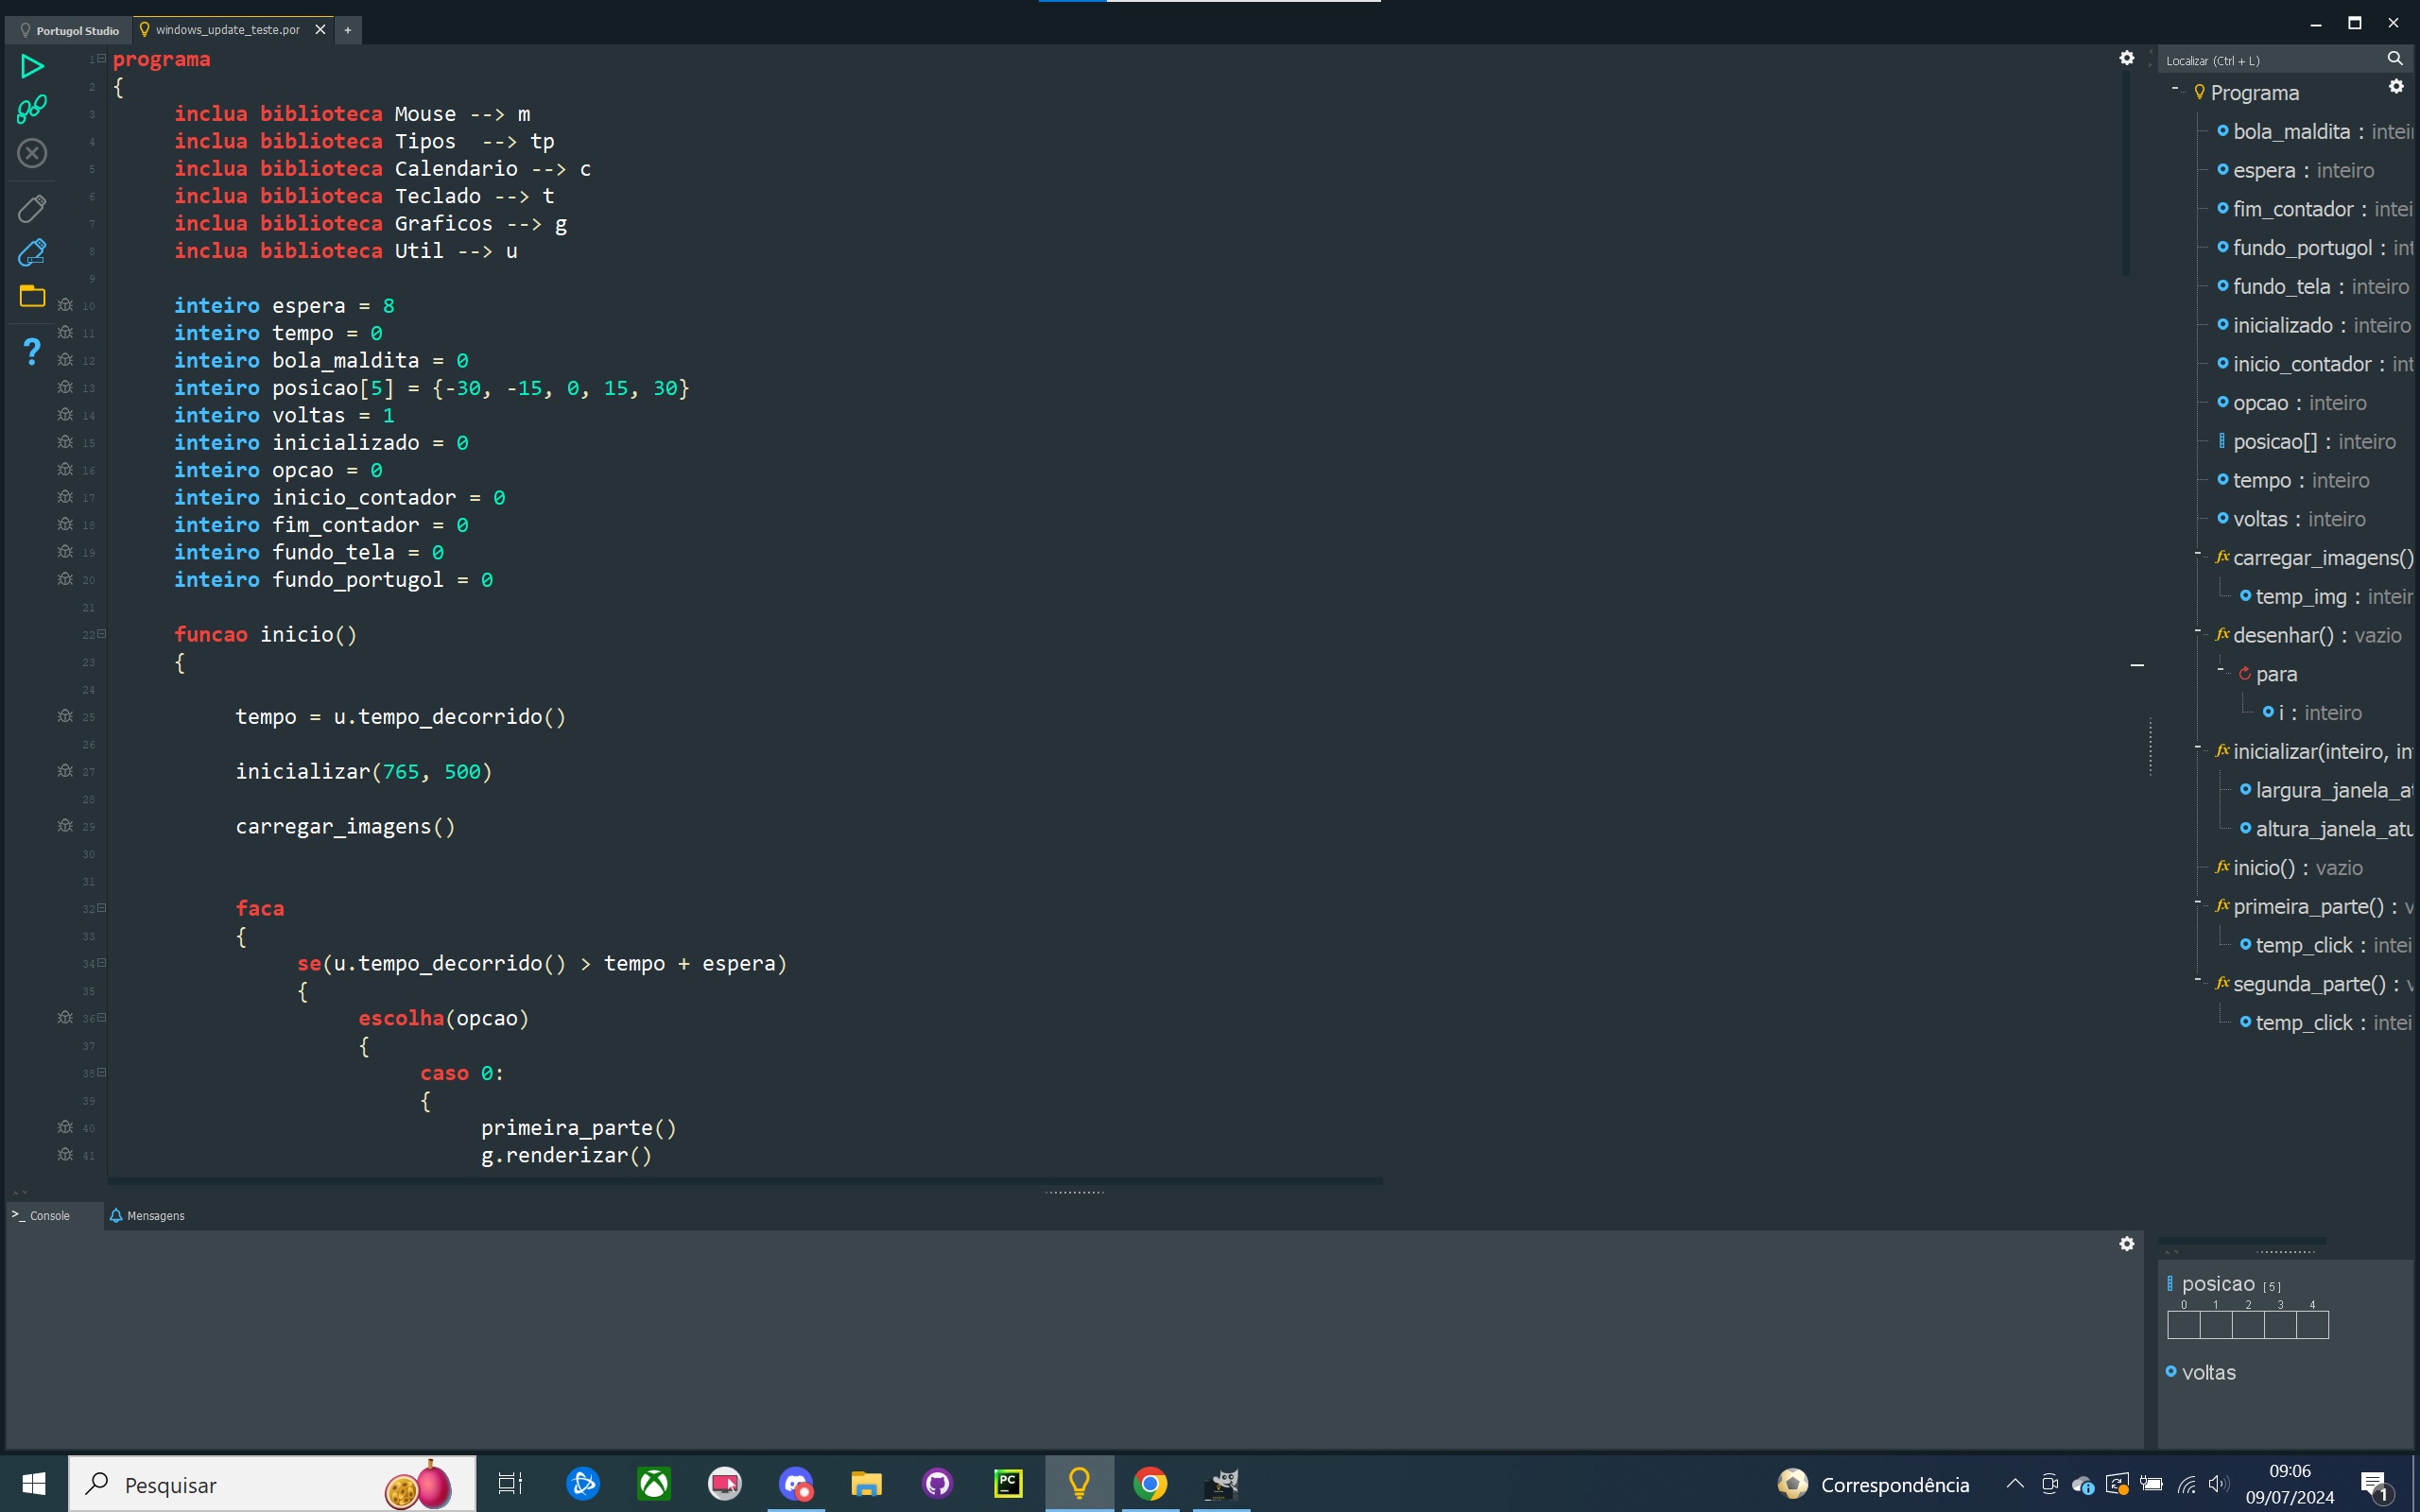 Portugol Studio
windows_update_teste.por
+
1 programa
2 {
3 inclua biblioteca Mouse --> m
4 inclua biblioteca Tipos --> tp
5 inclua biblioteca Calendario --> c
6 inclua biblioteca Teclado --> t
7 inclua biblioteca Graficos --> g
8 inclua biblioteca Util --> u
9
10 inteiro espera = 8
11 inteiro tempo = 0
12 inteiro bola_maldita = 0
13 inteiro posicao[5] = {-30, -15, 0, 15, 30}
14 inteiro voltas = 1
15 inteiro inicializado = 0
16 inteiro opcao = 0
17 inteiro inicio_contador = 0
18 inteiro fim_contador = 0
19 inteiro fundo_tela = 0
20 inteiro fundo_portugol = 0
21
22 funcao inicio()
23 {
24
25 tempo = u.tempo_decorrido()
26
27 inicializar(765, 500)
28
29 carregar_imagens()
30
31
32 faca
33 {
34 se(u.tempo_decorrido() > tempo + espera)
35 {
36 escolha(opcao)
37 {
38 caso 0:
39 {
40 primeira_parte()
41 g.renderizar()
>_ Console
Mensagens
Localizar (Ctrl + L)
Programa
bola_maldita : intei
espera : inteiro
fim_contador : intei
fundo_portugol : int
fundo_tela : inteiro
inicializado : inteiro
inicio_contador : int
opcao : inteiro
posicao[] : inteiro
tempo : inteiro
voltas : inteiro
fx carregar_imagens()
temp_img : inteir
fx desenhar() : vazio
para
i : inteiro
fx inicializar(inteiro, in
largura_janela_at
altura_janela_atu
fx inicio() : vazio
fx primeira_parte() : v
temp_click : intei
fx segunda_parte() : v
temp_click : intei
posicao [5]
0 1 2 3 4
voltas
Pesquisar
PC
Correspondência
09:06
09/07/2024
1